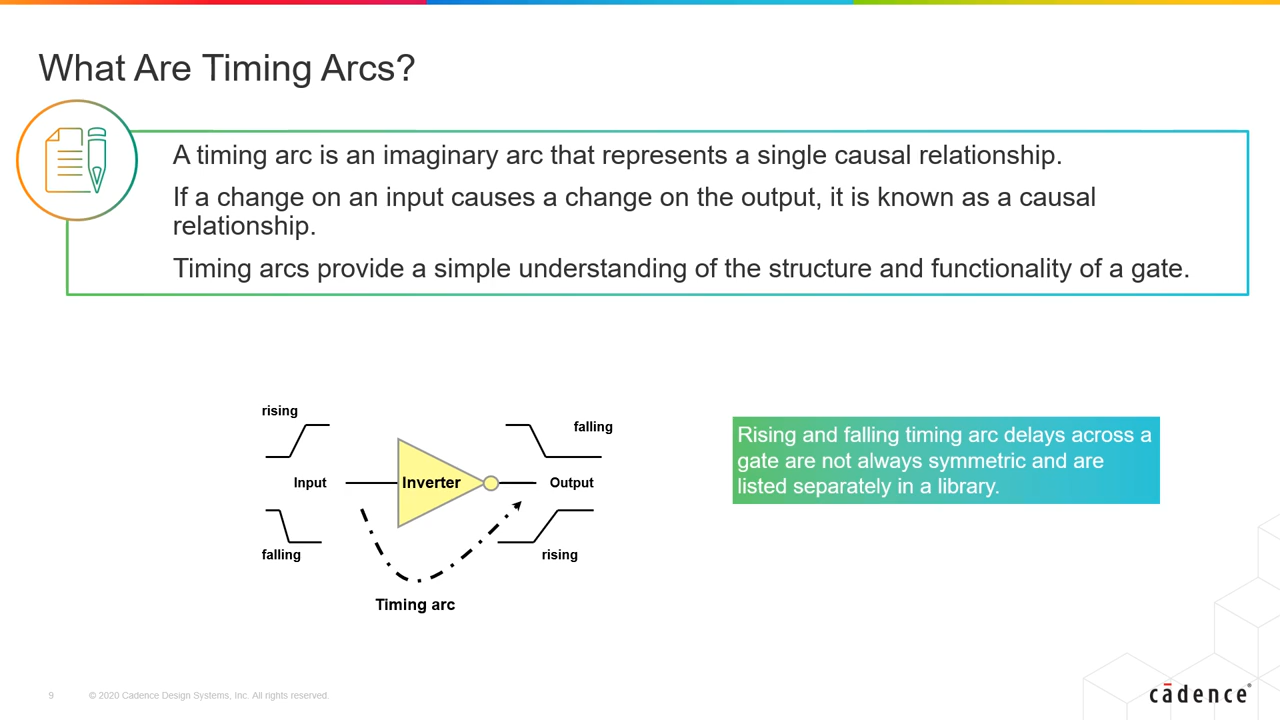 What Are Timing Arcs?
A timing arc is an imaginary arc that represents a single causal relationship.
If a change on an input causes a change on the output, it is known as a causal
relationship.
Timing arcs provide a simple understanding of the structure and functionality of a gate.
rising
falling
Input
Inverter
Output
falling
rising
Timing arc
Rising and falling timing arc delays across a
gate are not always symmetric and are
listed separately in a library.
9
© 2020 Cadence Design Systems, Inc. All rights reserved.
cādence®